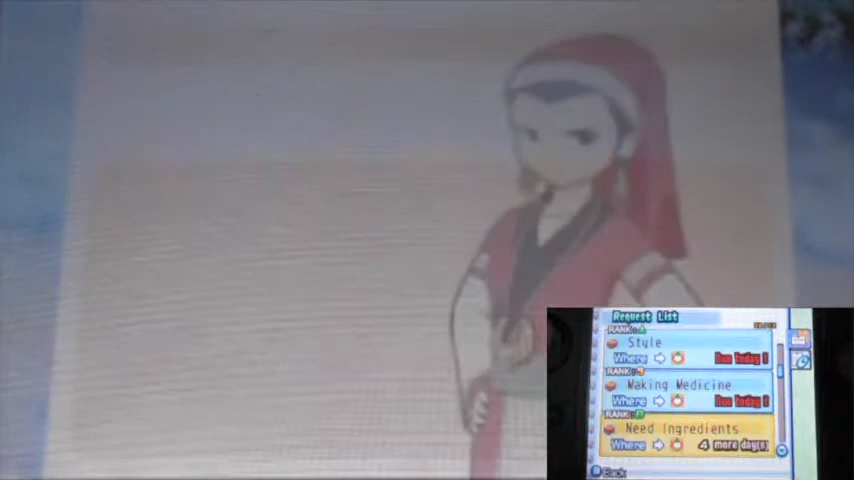 Request List
RANK:A
Style
Where Due today!
RANK:S
Making Medicine
Where Due today!
RANK:
Need Ingredients
Where 4 more day(s)
Back